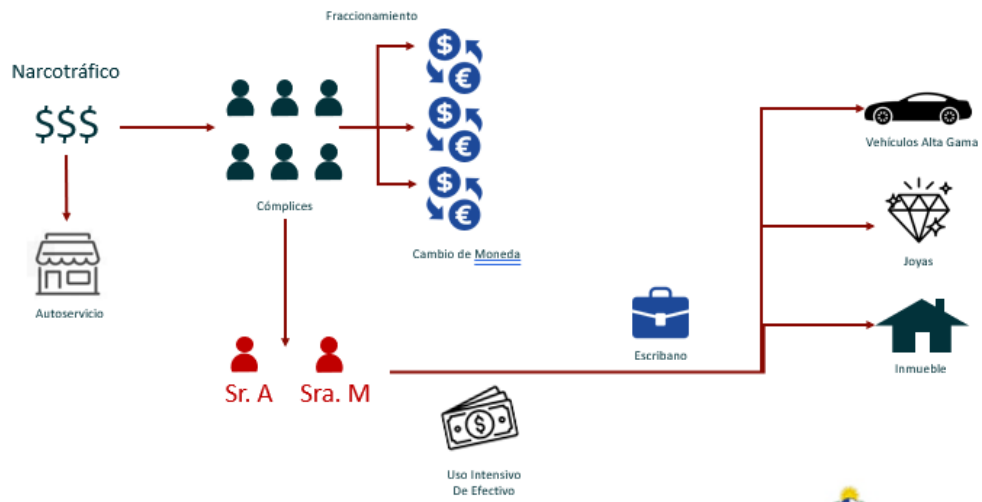 Fraccionamiento
Narcotráfico
$$$
$
€
$
€
$
€
Vehículos Alta Gama
Cómplices
Cambio de Moneda
Joyas
Autoservicio
Escribano
Inmueble
Sr. A
Sra. M
$
Uso Intensivo
De Efectivo